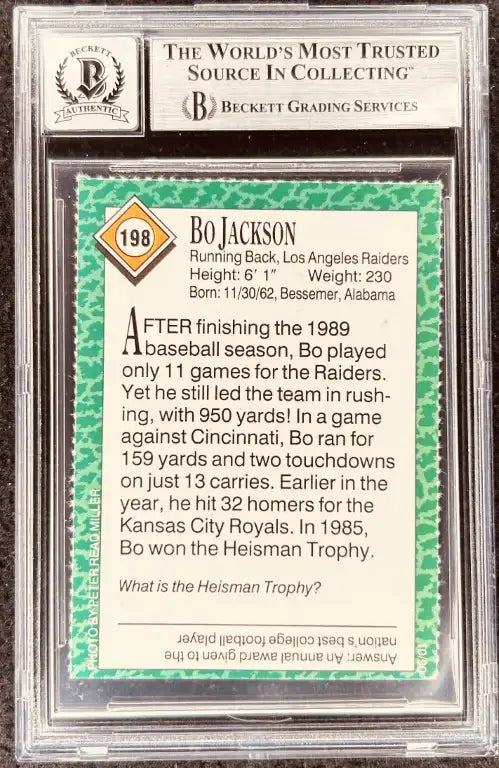 BECKETT
B
AUTHENTIC
THE WORLD'S MOST TRUSTED
SOURCE IN COLLECTING™
B BECKETT GRADING SERVICES
198
BO JACKSON
Running Back, Los Angeles Raiders
Height: 6' 1" Weight: 230
Born: 11/30/62, Bessemer, Alabama
AFTER finishing the 1989
baseball season, Bo played
only 11 games for the Raiders.
Yet he still led the team in rush-
ing, with 950 yards! In a game
against Cincinnati, Bo ran for
159 yards and two touchdowns
on just 13 carries. Earlier in the
year, he hit 32 homers for the
Kansas City Royals. In 1985,
Bo won the Heisman Trophy.
What is the Heisman Trophy?
Answer: An annual award given to the
nation's best college football player
PHOTO BY PETER READ MILLER